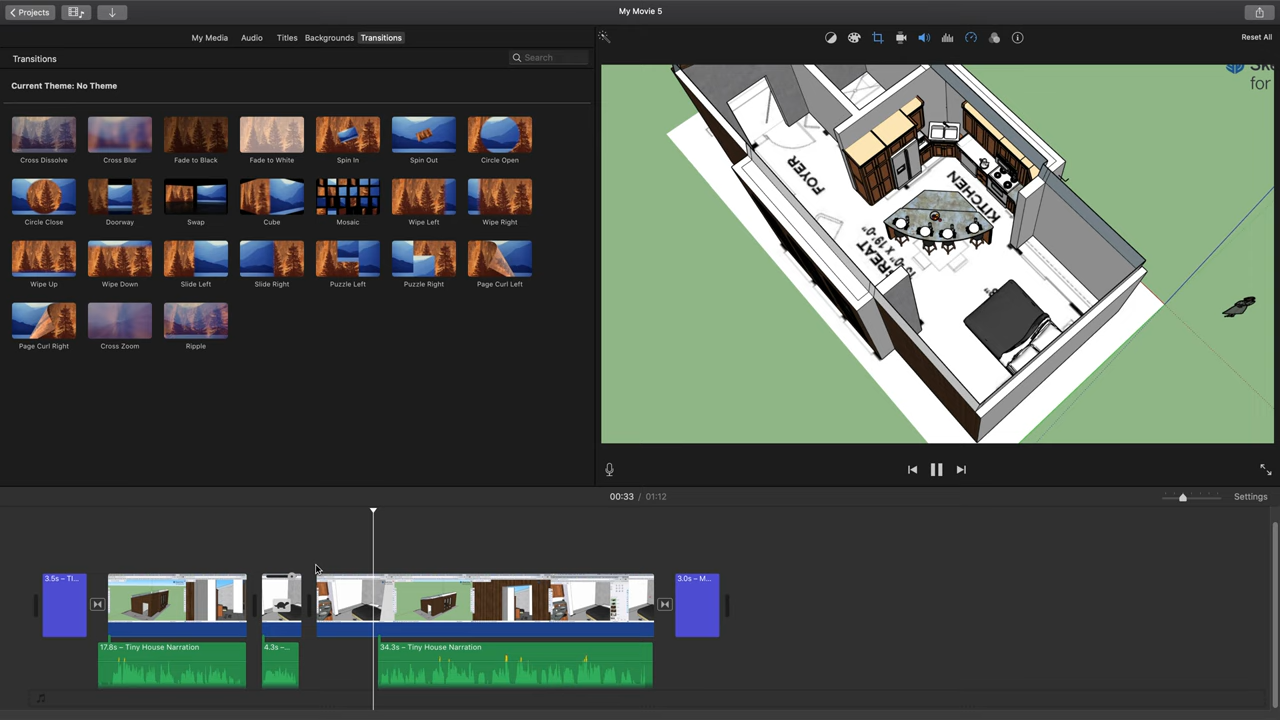 Projects
My Movie 5
My Media
Audio
Titles
Backgrounds
Transitions
Reset All
Transitions
Search
Current Theme: No Theme
for
Cross Dissolve
Cross Blur
Fade to Black
Fade to White
Spin In
Spin Out
Circle Open
Circle Close
Doorway
Swap
Cube
Mosaic
Wipe Left
Wipe Right
Wipe Up
Wipe Down
Slide Left
Slide Right
Puzzle Left
Puzzle Right
Page Curl Left
Page Curl Right
Cross Zoom
Ripple
FOYER
KITCHEN
00:33 / 01:12
Settings
3.5s – TI...
3.0s – M...
17.8s – Tiny House Narration
4.3s –...
34.3s – Tiny House Narration